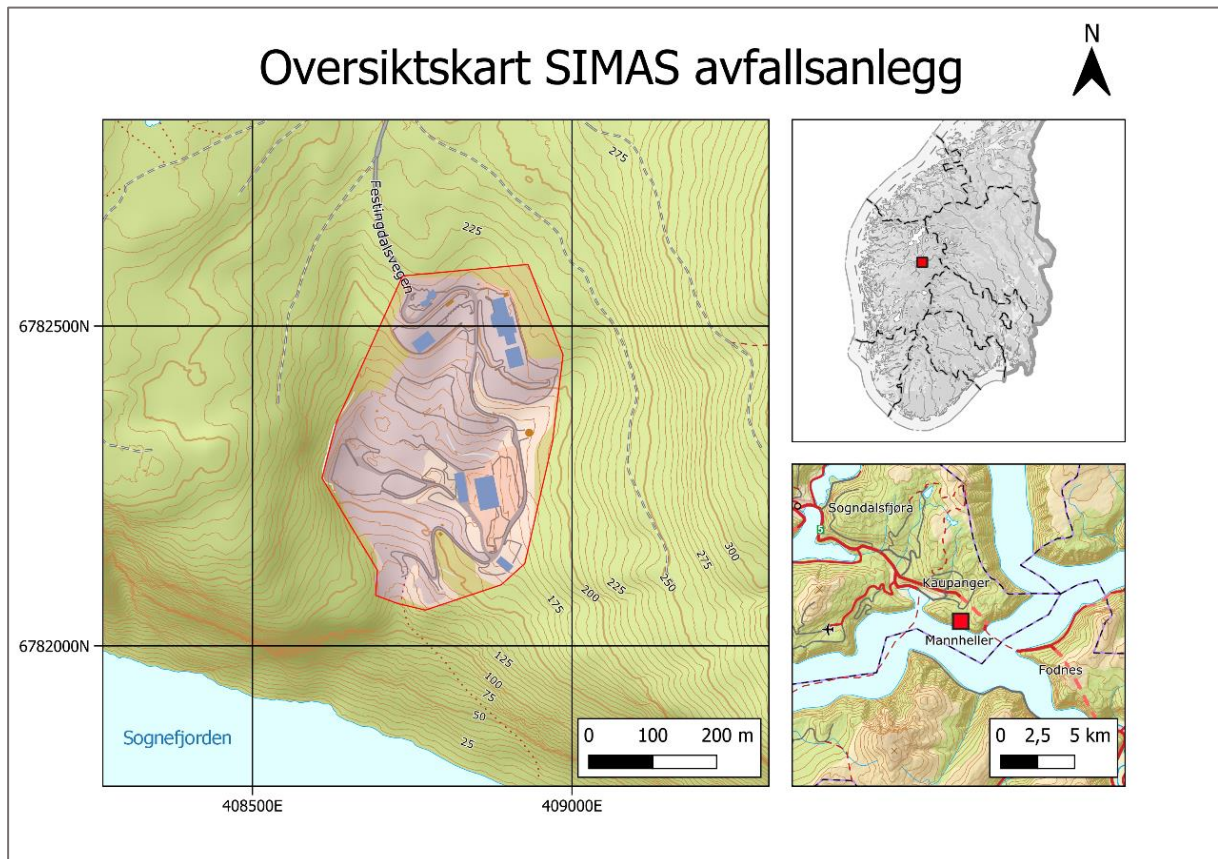 Oversiktskart SIMAS avfallsanlegg
N
Festingdalsvegen
275
225
6782500N
300
275
250
225
200
175
6782000N
125
100
75
50
25
Sognefjorden
0 100 200 m
408500E
409000E
Sogndalsfjøra
5
Kaupanger
Mannheller
Fodnes
0 2,5 5 km